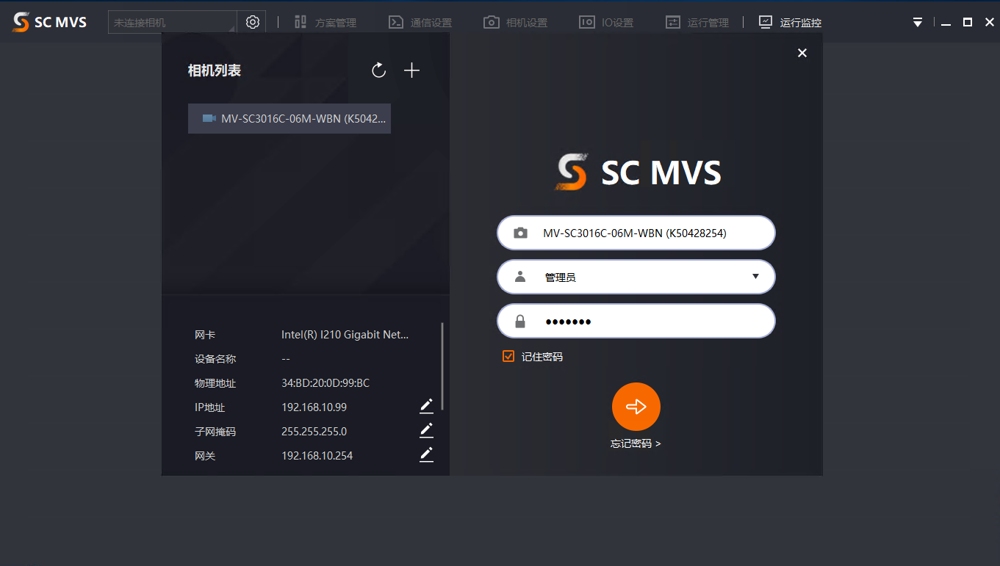 SC MVS 未连接相机 方案管理 通信设置 相机设置 IO设置 运行管理 运行监控
相机列表
MV-SC3016C-06M-WBN (K5042...
网卡 Intel(R) I210 Gigabit Net...
设备名称 --
物理地址 34:BD:20:0D:99:BC
IP地址 192.168.10.99
子网掩码 255.255.255.0
网关 192.168.10.254
SC MVS
MV-SC3016C-06M-WBN (K50428254)
管理员
•••••••
记住密码
忘记密码 >